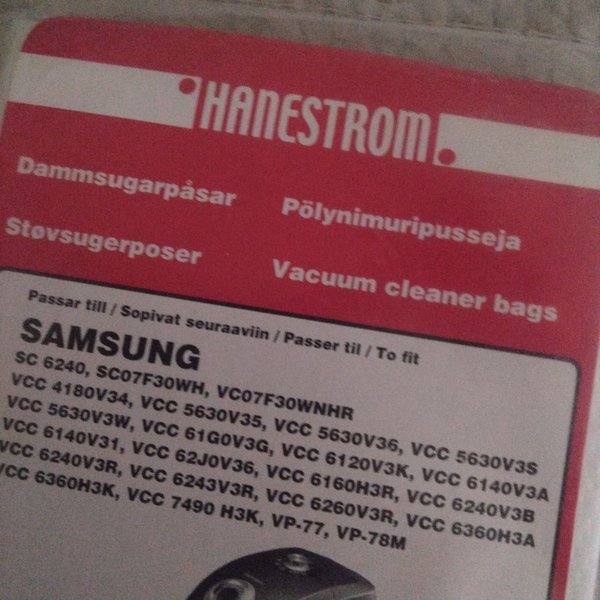 HANESTROM
Dammsugarpåsar
Pölynimuripusseja
Støvsugerposer
Vacuum cleaner bags
Passar till / Sopivat seuraaviin / Passer til / To fit
SAMSUNG
SC 6240, SC07F30WH, VC07F30WNHR
VCC 4180V34, VCC 5630V35, VCC 5630V36, VCC 5630V3S
VCC 5630V3W, VCC 61G0V3G, VCC 6120V3K, VCC 6140V3A
VCC 6140V31, VCC 62J0V36, VCC 6160H3R, VCC 6240V3B
VCC 6240V3R, VCC 6243V3R, VCC 6260V3R, VCC 6360H3A
VCC 6360H3K, VCC 7490 H3K, VP-77, VP-78M